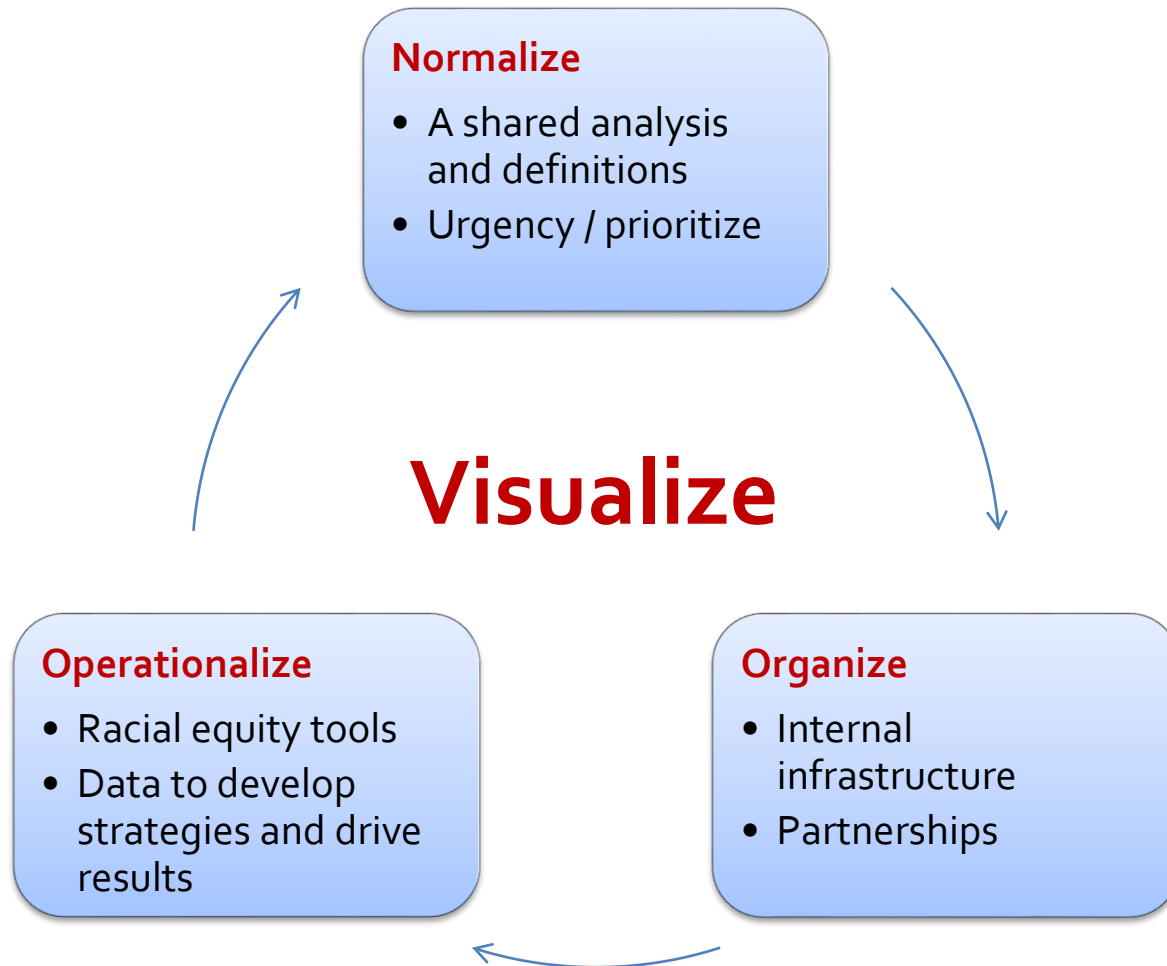 Normalize
• A shared analysis
and definitions
• Urgency / prioritize
Visualize
Operationalize
• Racial equity tools
• Data to develop
strategies and drive
results
Organize
• Internal
infrastructure
• Partnerships